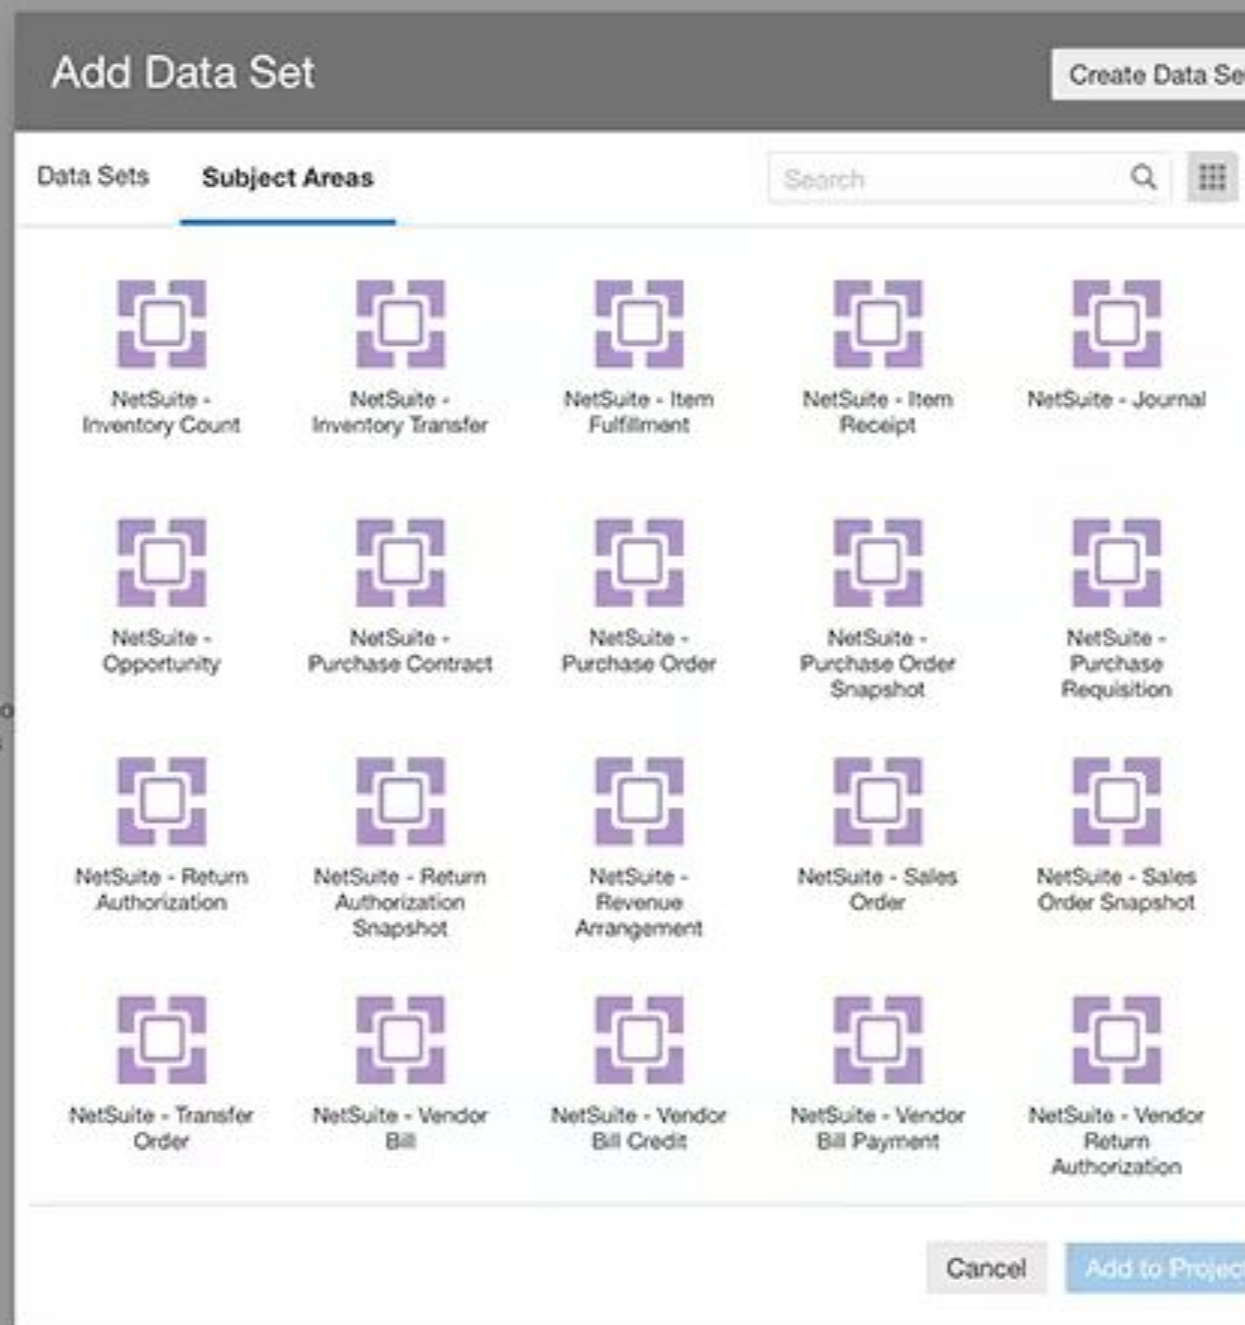 Add Data Set
Create Data Se
Data Sets
Subject Areas
Search
NetSuite -
Inventory Count
NetSuite -
Inventory Transfer
NetSuite - Item
Fulfillment
NetSuite - Item
Receipt
NetSuite - Journal
NetSuite -
Opportunity
NetSuite -
Purchase Contract
NetSuite -
Purchase Order
NetSuite -
Purchase Order
Snapshot
NetSuite -
Purchase
Requisition
NetSuite - Return
Authorization
NetSuite - Return
Authorization
Snapshot
NetSuite -
Revenue
Arrangement
NetSuite - Sales
Order
NetSuite - Sales
Order Snapshot
NetSuite - Transfer
Order
NetSuite - Vendor
Bill
NetSuite - Vendor
Bill Credit
NetSuite - Vendor
Bill Payment
NetSuite - Vendor
Return
Authorization
Cancel
Add to Project